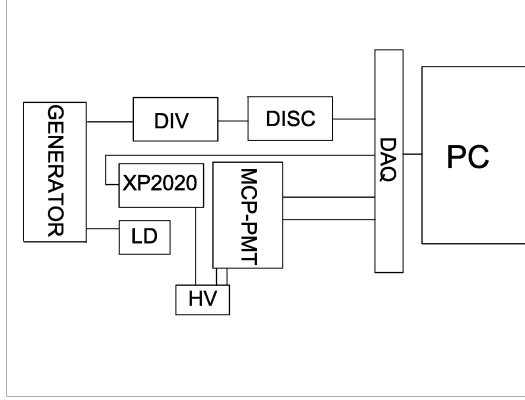 GENERATOR
DIV
DISC
DAQ
PC
XP2020
MCP-PMT
LD
HV